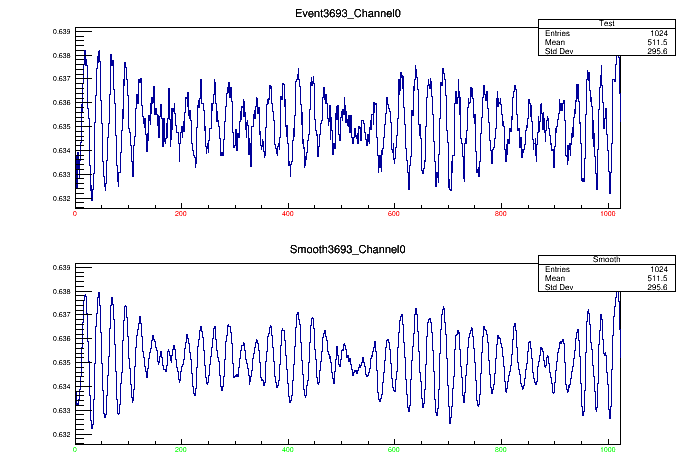 Event3693_Channel0
Test
Entries 1024
Mean 511.5
Std Dev 295.6
0.639
0.638
0.637
0.636
0.635
0.634
0.633
0.632
0 200 400 600 800 1000
Smooth3693_Channel0
Smooth
Entries 1024
Mean 511.5
Std Dev 295.6
0.639
0.638
0.637
0.636
0.635
0.634
0.633
0.632
0 200 400 600 800 1000